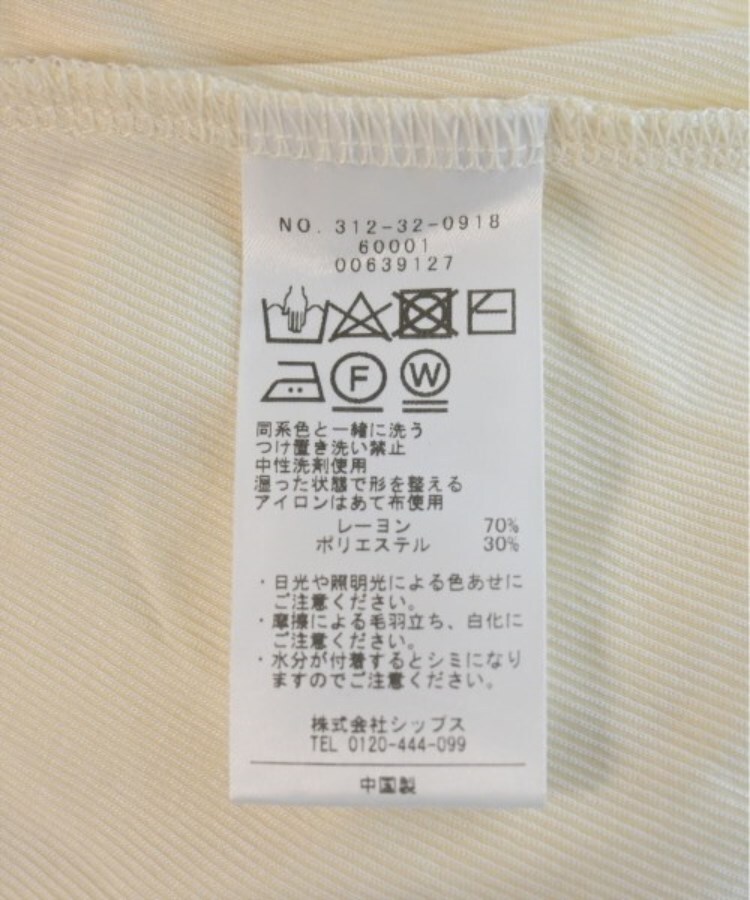 NO. 312-32-0918
60001
00639127
F W
同系色と一緒に洗う
つけ置き洗い禁止
中性洗剤使用
湿った状態で形を整える
アイロンはあて布使用
レーヨン 70%
ポリエステル 30%
・日光や照明光による色あせに
ご注意ください。
・摩擦による毛羽立ち、白化に
ご注意ください。
・水分が付着するとシミになり
ますのでご注意ください。
株式会社シップス
TEL 0120-444-099
中国製